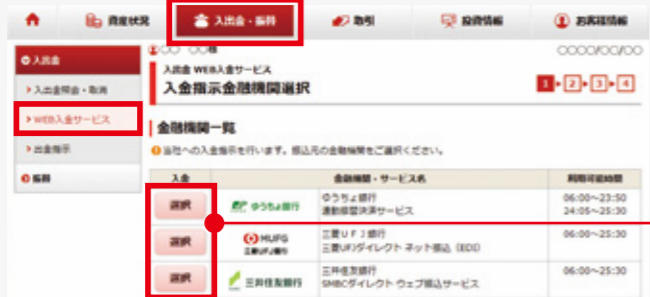 資産状況
入出金・振替
取引
投資情報
お客様情報
入出金
○○ ○○様
○○○○/○○/○○
入出金 WEB入金サービス
入金指示金融機関選択
1 2 3 4
入出金照会・取消
WEB入金サービス
出金指示
振替
金融機関一覧
当社への入金指示を行います。振込元の金融機関をご選択ください。
入金 金融機関・サービス名 利用可能時間
選択 ゆうちょ銀行 ゆうちょ銀行 06:00～23:50
即時振替決済サービス 24:05～25:30
選択 MUFG 三菱UFJ銀行 三菱UFJ銀行 06:00～25:30
三菱UFJダイレクト ネット振込(EDI)
選択 三井住友銀行 三井住友銀行 06:00～25:30
SMBCダイレクト ウェブ振込サービス